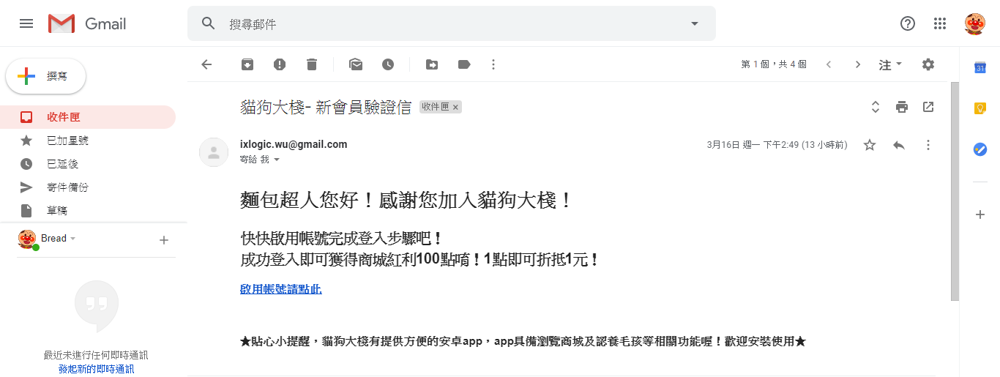 Gmail
搜尋郵件
撰寫
收件匣
已加星號
已延後
寄件備份
草稿
Bread
最近未進行任何即時通訊
發起新的即時通訊
第 1 個，共 4 個
注
貓狗大棧- 新會員驗證信 收件匣 ×
ixlogic.wu@gmail.com
3月16日 週一 下午2:49 (13 小時前)
寄給 我
麵包超人您好！感謝您加入貓狗大棧！
快快啟用帳號完成登入步驟吧！
成功登入即可獲得商城紅利100點唷！1點即可折抵1元！
啟用帳號請點此
★貼心小提醒，貓狗大棧有提供方便的安卓app，app具備瀏覽商城及認養毛孩等相關功能喔！歡迎安裝使用★
31